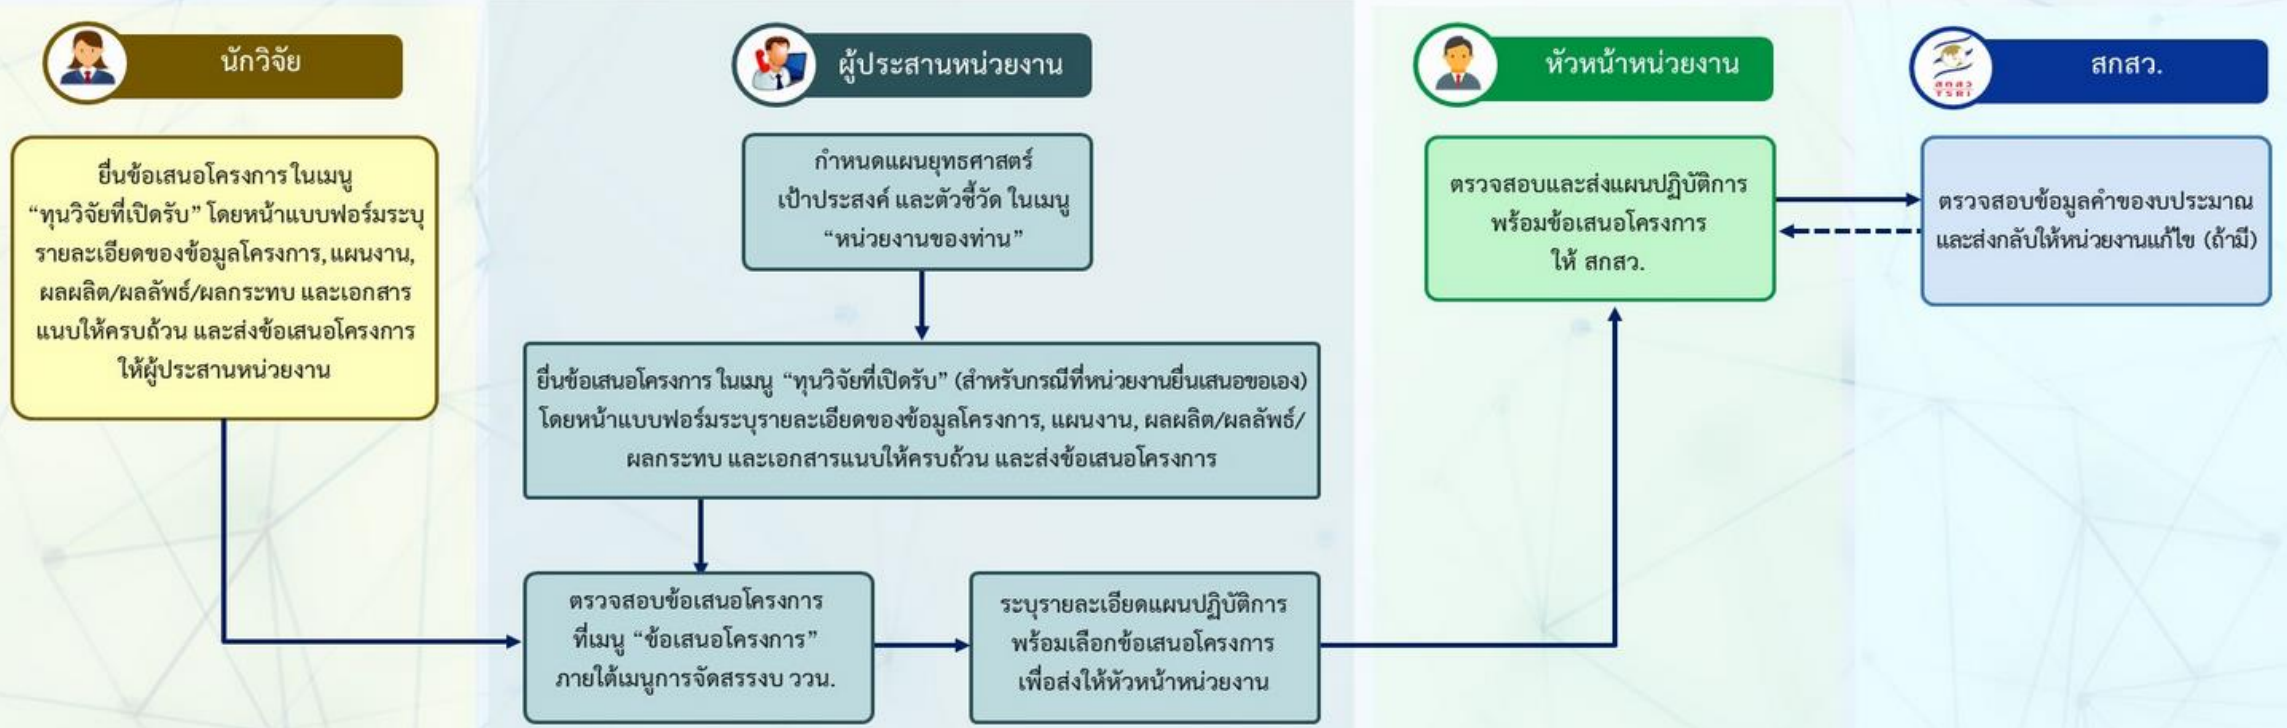 นักวิจัย
ยื่นข้อเสนอโครงการ ในเมนู
“ทุนวิจัยที่เปิดรับ” โดยหน้าแบบฟอร์มระบุ
รายละเอียดของข้อมูลโครงการ, แผนงาน,
ผลผลิต/ผลลัพธ์/ผลกระทบ และเอกสาร
แนบให้ครบถ้วน และส่งข้อเสนอโครงการ
ให้ผู้ประสานหน่วยงาน
ผู้ประสานหน่วยงาน
กำหนดแผนยุทธศาสตร์
เป้าประสงค์ และตัวชี้วัด ในเมนู
“หน่วยงานของท่าน”
ยื่นข้อเสนอโครงการ ในเมนู “ทุนวิจัยที่เปิดรับ” (สำหรับกรณีที่หน่วยงานยื่นเสนอขอเอง)
โดยหน้าแบบฟอร์มระบุรายละเอียดของข้อมูลโครงการ, แผนงาน, ผลผลิต/ผลลัพธ์/
ผลกระทบ และเอกสารแนบให้ครบถ้วน และส่งข้อเสนอโครงการ
ตรวจสอบข้อเสนอโครงการ
ที่เมนู “ข้อเสนอโครงการ”
ภายใต้เมนูการจัดสรรงบ ววน.
ระบุรายละเอียดแผนปฏิบัติการ
พร้อมเลือกข้อเสนอโครงการ
เพื่อส่งให้หัวหน้าหน่วยงาน
หัวหน้าหน่วยงาน
ตรวจสอบและส่งแผนปฏิบัติการ
พร้อมข้อเสนอโครงการ
ให้ สกสว.
สกสว
TSRI
สกสว.
ตรวจสอบข้อมูลคำของบประมาณ
และส่งกลับให้หน่วยงานแก้ไข (ถ้ามี)